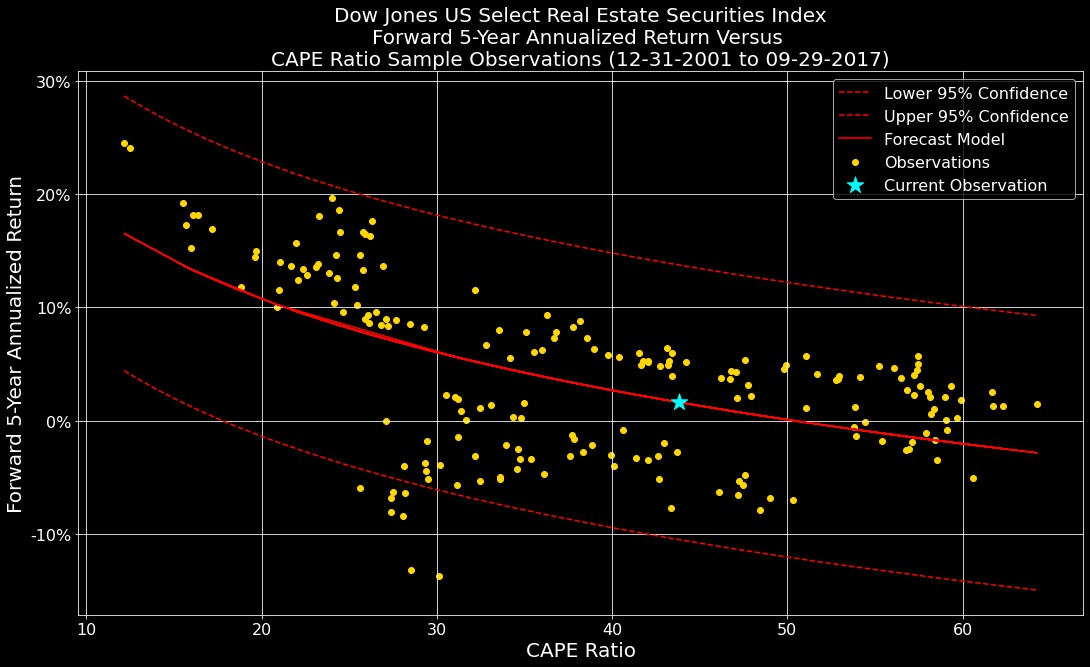 Dow Jones US Select Real Estate Securities Index
Forward 5-Year Annualized Return Versus
CAPE Ratio Sample Observations (12-31-2001 to 09-29-2017)
Lower 95% Confidence
Upper 95% Confidence
Forecast Model
Observations
Current Observation
Forward 5-Year Annualized Return
30%
20%
10%
0%
-10%
10
20
30
40
50
60
CAPE Ratio